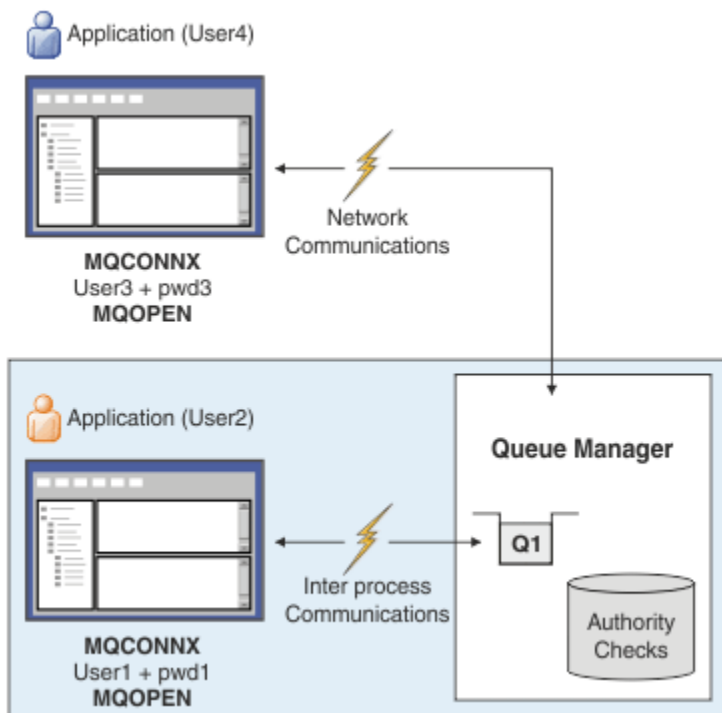 Application (User4)
Network
Communications
MQCONNX
User3 + pwd3
MQOPEN
Application (User2)
Queue Manager
Q1
Inter process
Communications
Authority
Checks
MQCONNX
User1 + pwd1
MQOPEN